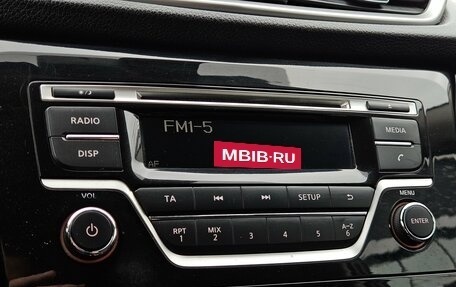 RADIO
FM1-5
MEDIA
DISP
MBIB·RU
AF
VOL
TA
SETUP
MENU
RPT 1
MIX 2
3
4
5
A-Z 6
ENTER